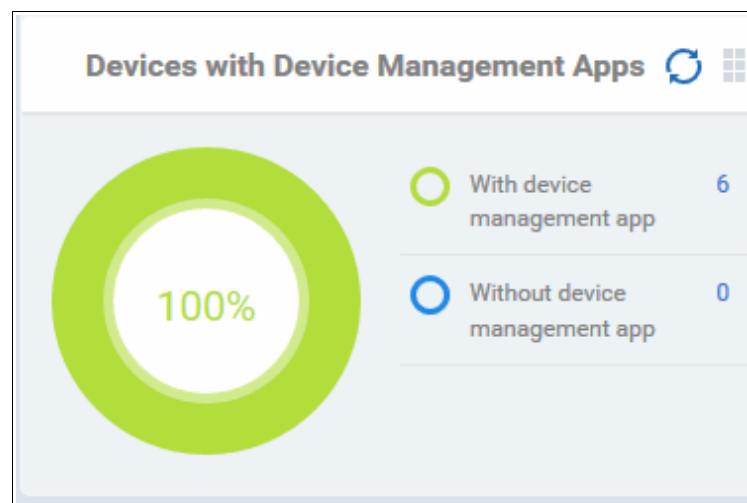 Devices with Device Management Apps
100%
With device 6
management app
Without device 0
management app